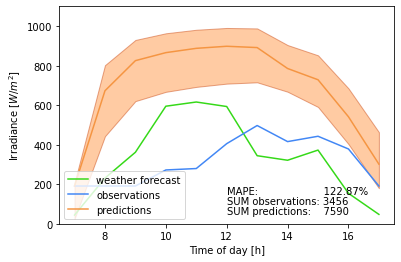 1000
800
600
400
200
0
Irradiance [W/m²]
weather forecast
observations
predictions
MAPE: 122.87%
SUM observations: 3456
SUM predictions: 7590
8 10 12 14 16
Time of day [h]